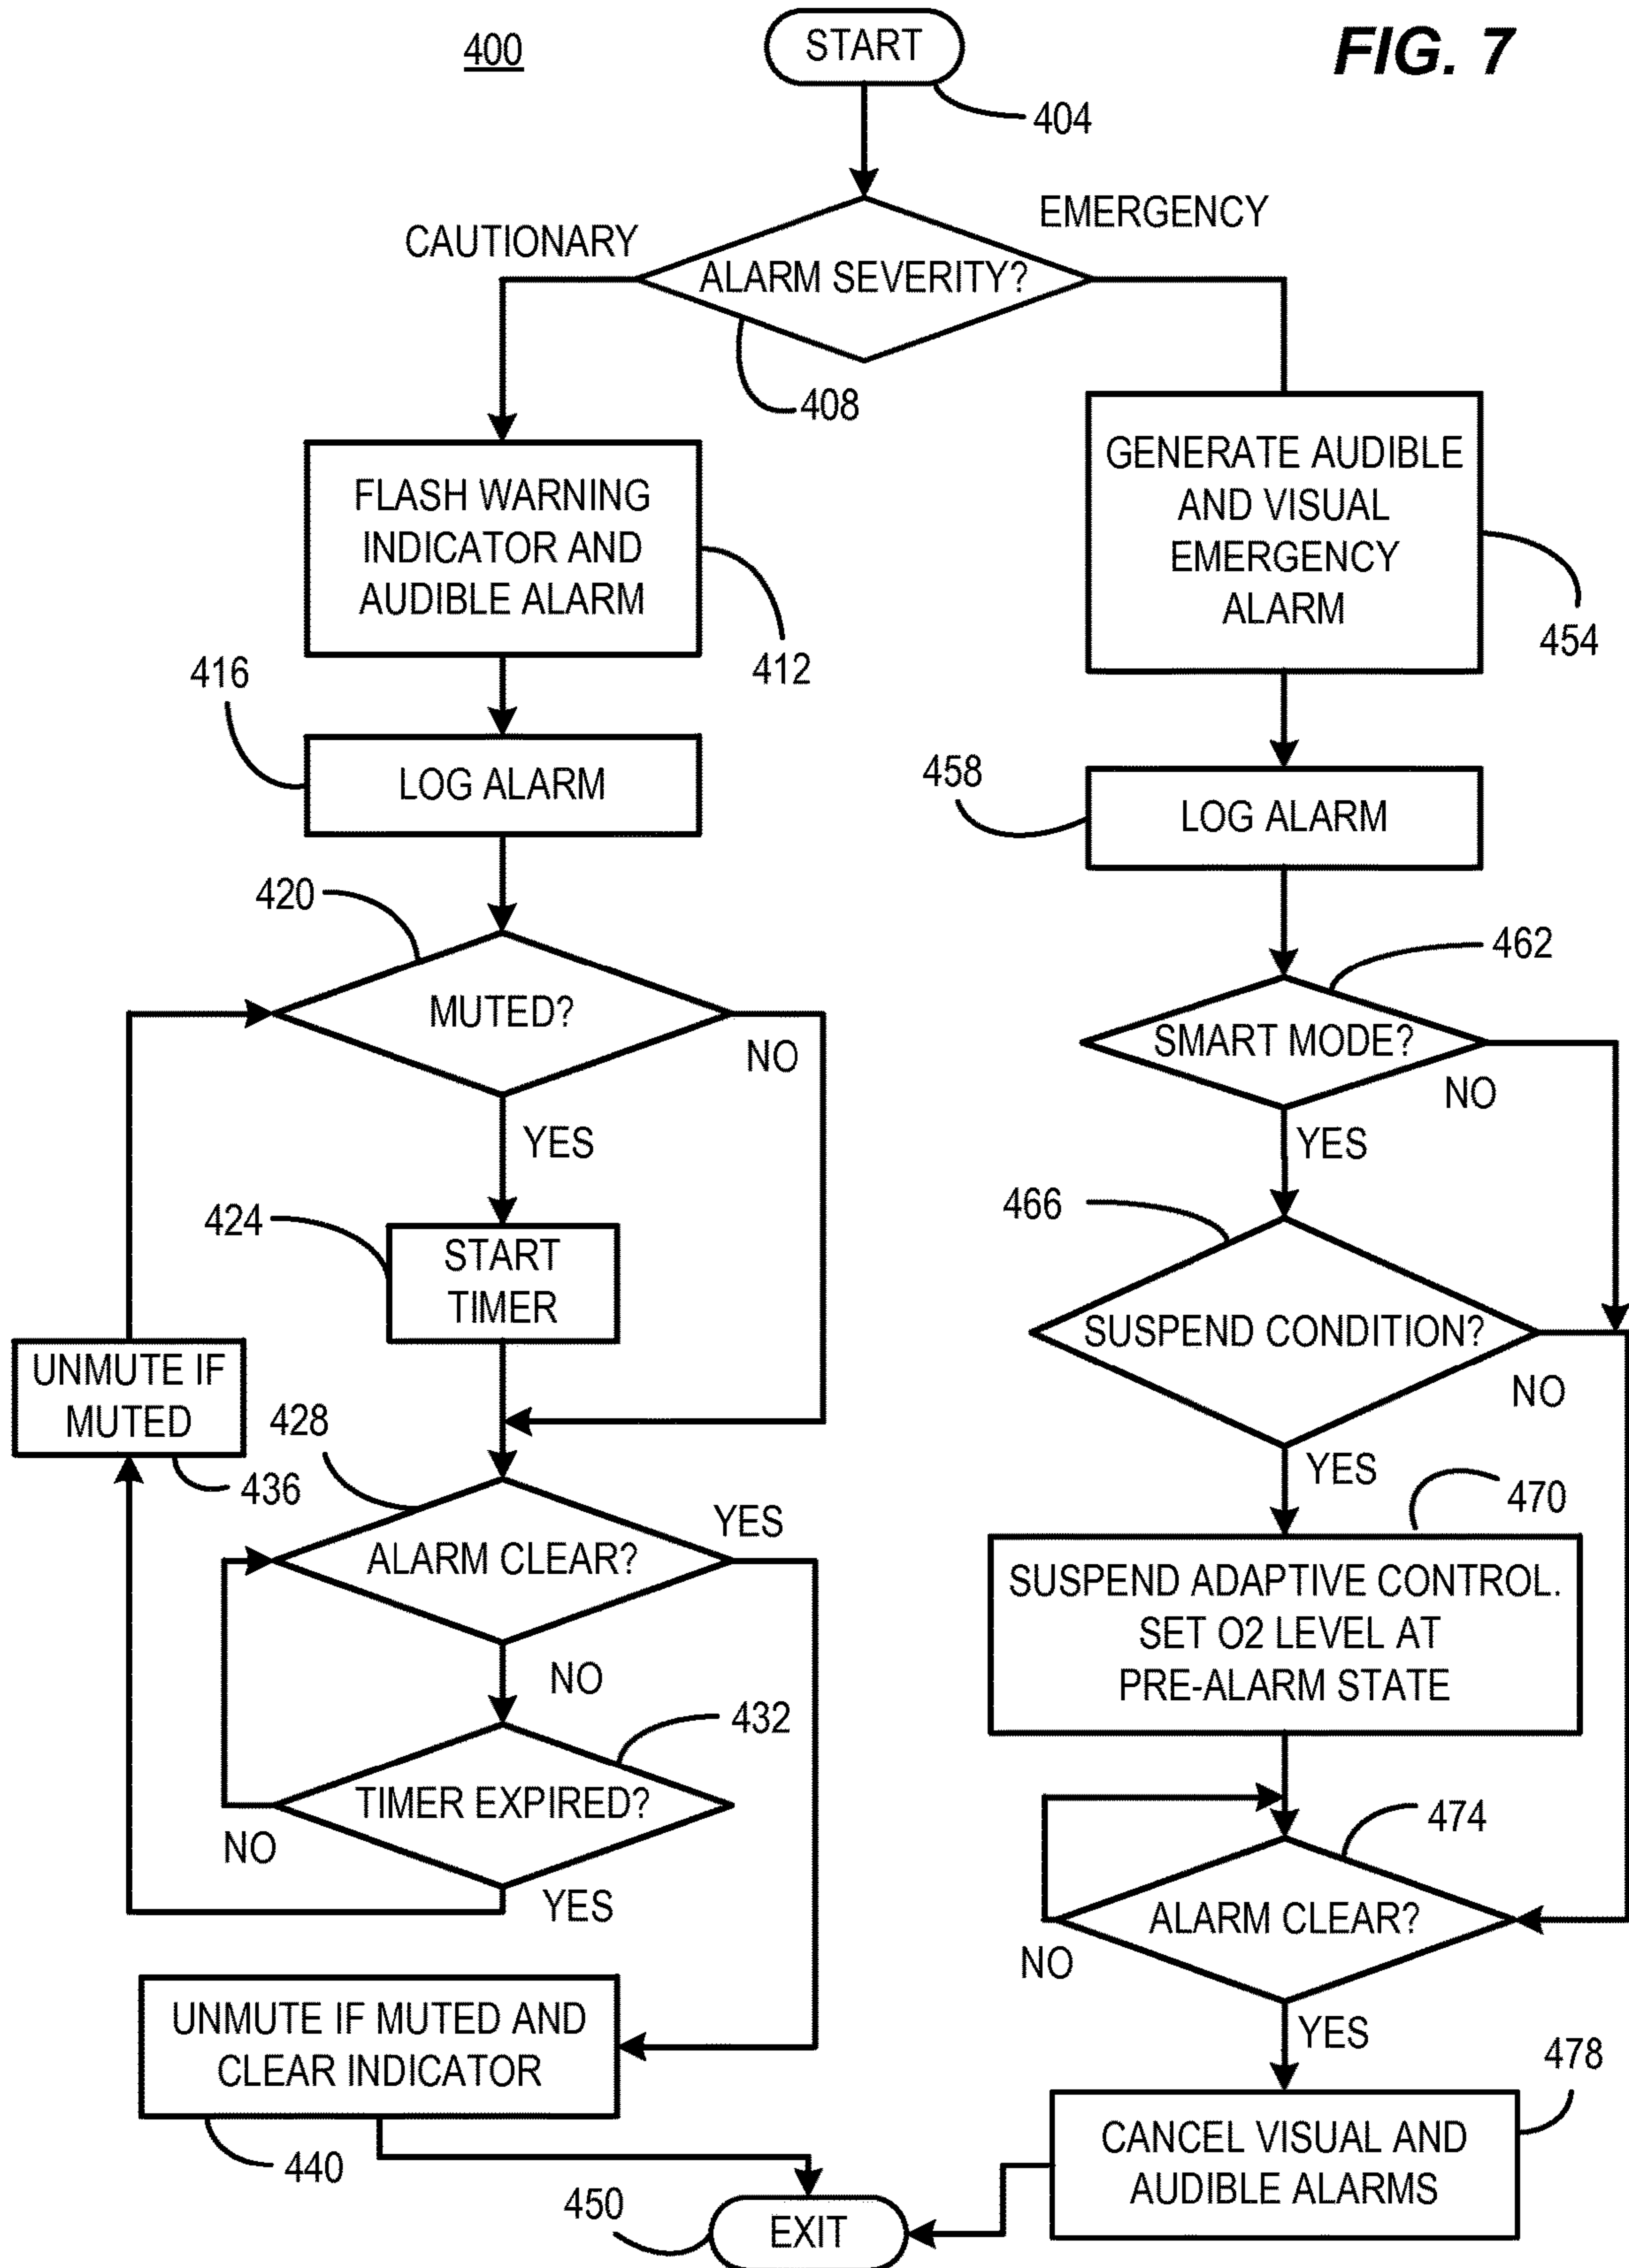 400
START
FIG. 7
404
CAUTIONARY
EMERGENCY
ALARM SEVERITY?
408
FLASH WARNING
INDICATOR AND
AUDIBLE ALARM
412
GENERATE AUDIBLE
AND VISUAL
EMERGENCY
ALARM
454
416
LOG ALARM
458
LOG ALARM
420
MUTED?
NO
YES
462
SMART MODE?
NO
YES
424
START
TIMER
466
SUSPEND CONDITION?
NO
YES
UNMUTE IF
MUTED
436
428
ALARM CLEAR?
YES
NO
470
SUSPEND ADAPTIVE CONTROL.
SET O2 LEVEL AT
PRE-ALARM STATE
432
TIMER EXPIRED?
NO
YES
474
ALARM CLEAR?
NO
YES
UNMUTE IF MUTED AND
CLEAR INDICATOR
440
478
CANCEL VISUAL AND
AUDIBLE ALARMS
450
EXIT